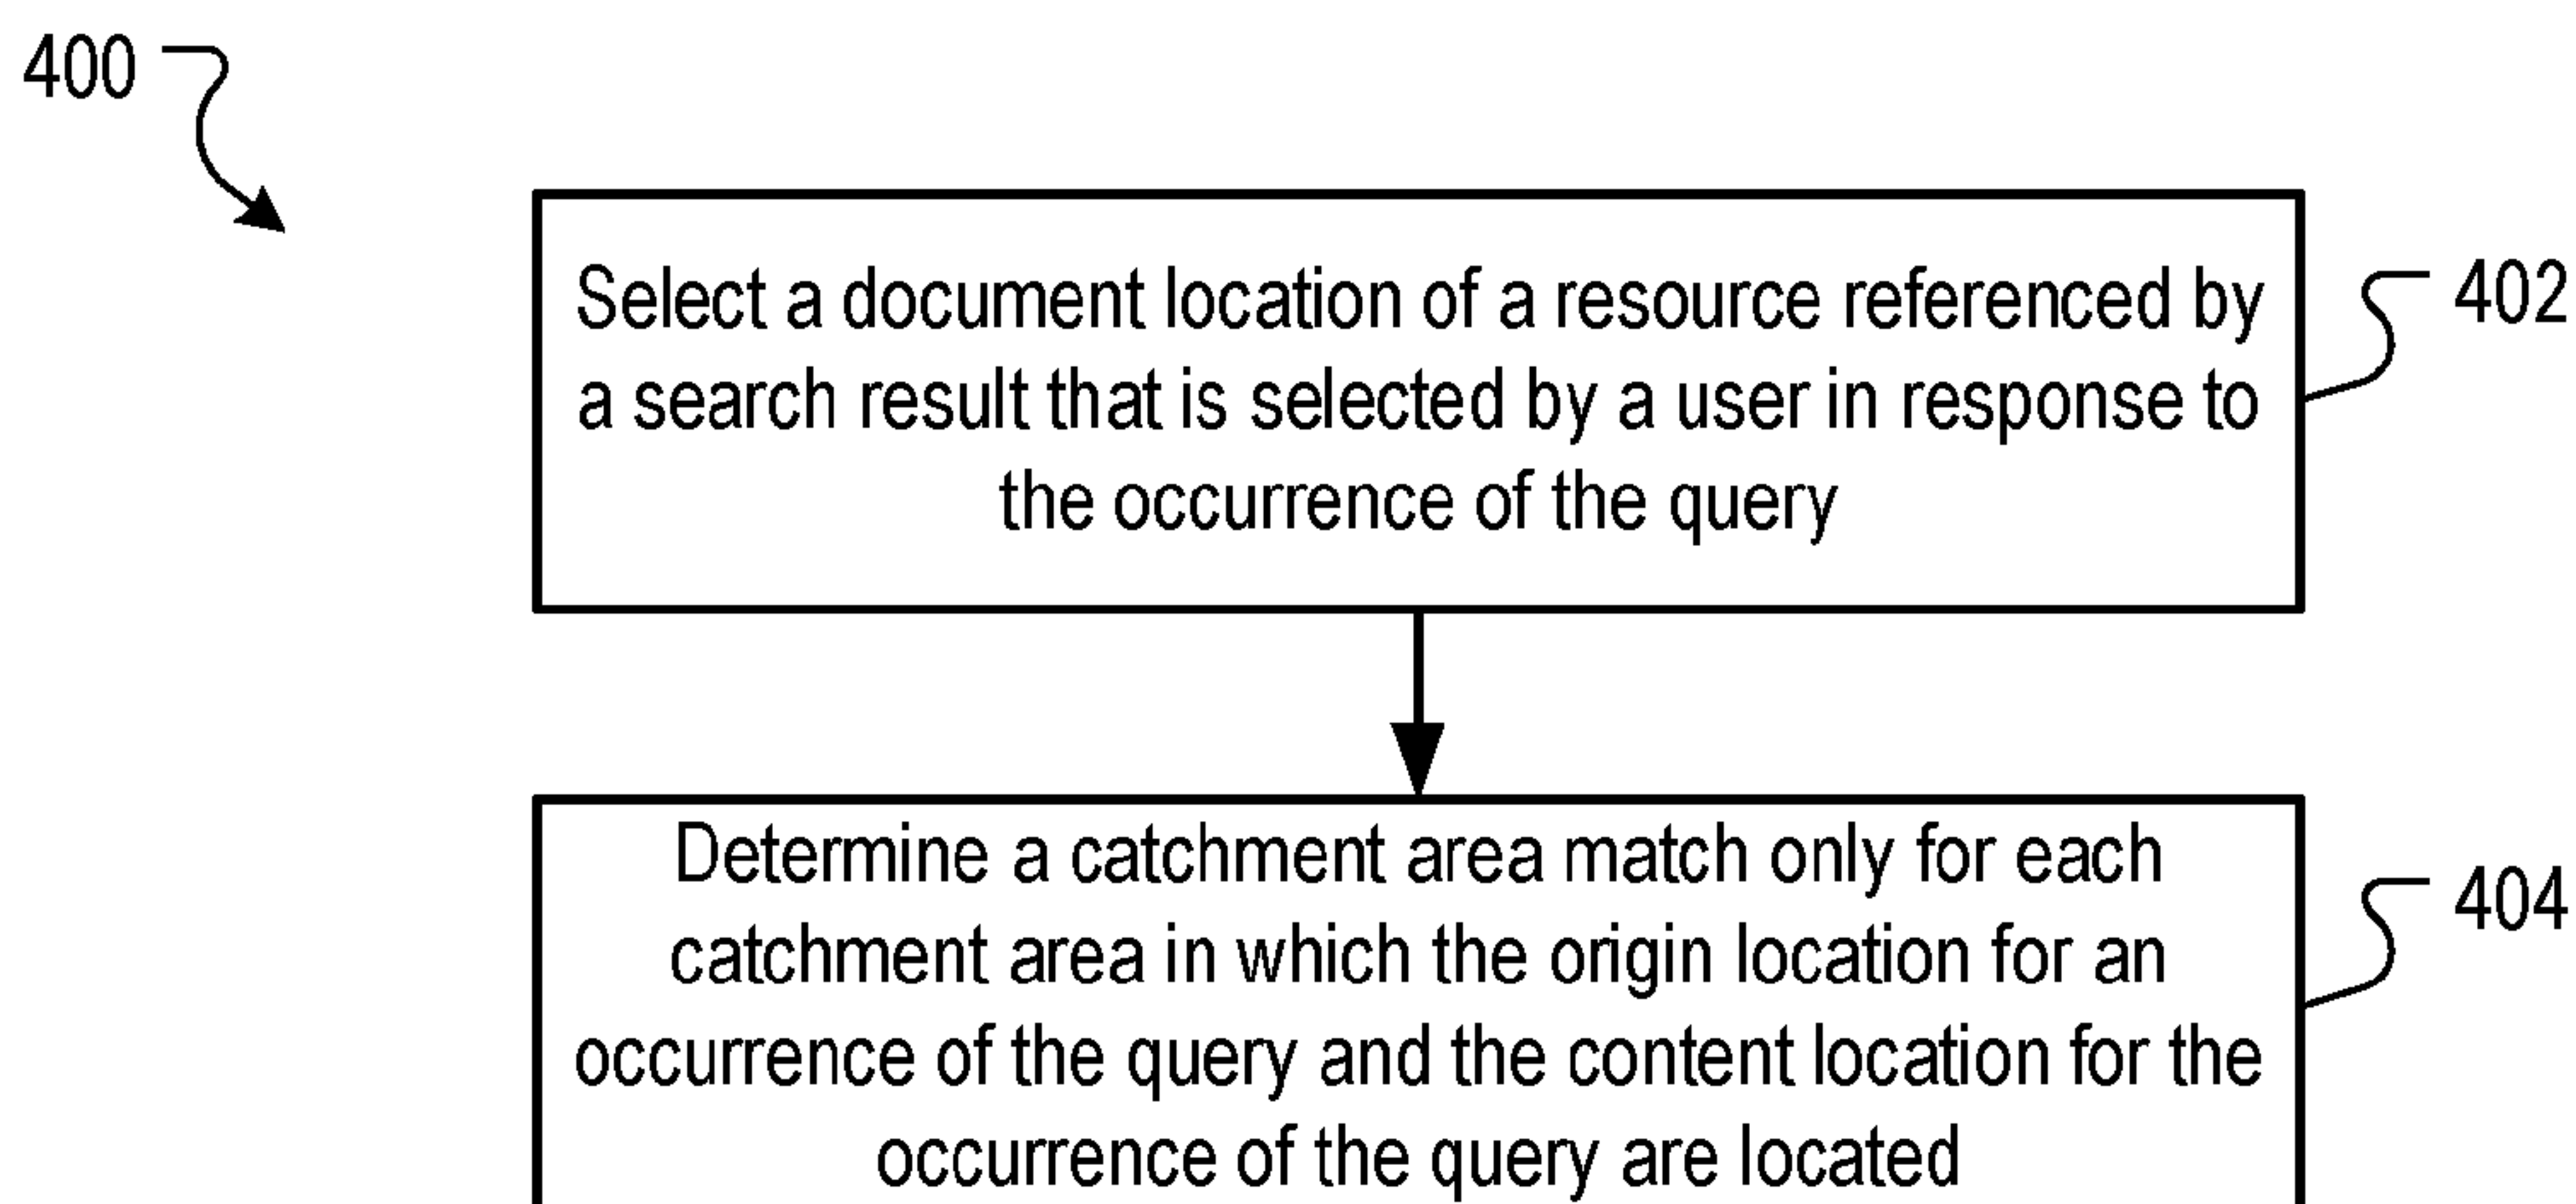 400
Select a document location of a resource referenced by
a search result that is selected by a user in response to
the occurrence of the query
402
Determine a catchment area match only for each
catchment area in which the origin location for an
occurrence of the query and the content location for the
occurrence of the query are located
404